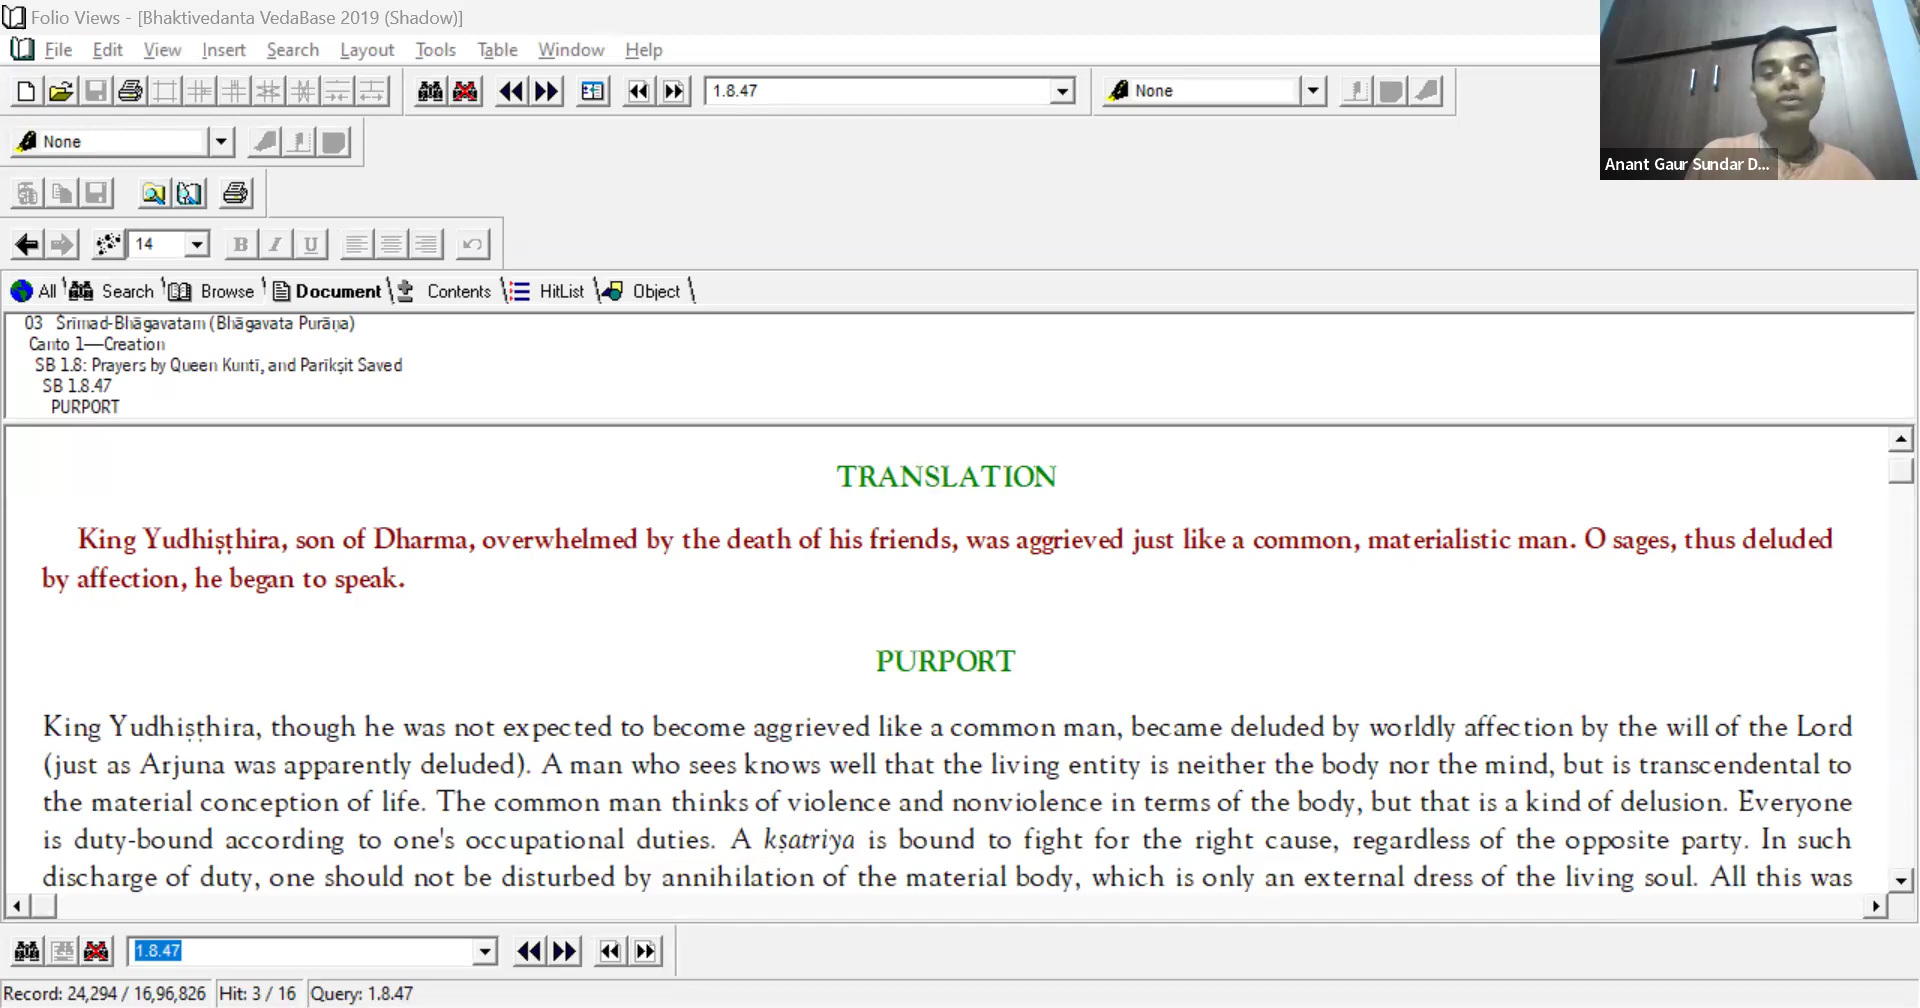 Folio Views - [Bhaktivedanta VedaBase 2019 (Shadow)]
File Edit View Insert Search Layout Tools Table Window Help
1.8.47 None
None
Anant Gaur Sundar D...
14 B I U
All Search Browse Document Contents HitList Object
03 Śrīmad-Bhāgavatam (Bhāgavata Purāṇa)
Canto 1—Creation
SB 1.8: Prayers by Queen Kuntī, and Parīkṣit Saved
SB 1.8.47
PURPORT
TRANSLATION
King Yudhiṣṭhira, son of Dharma, overwhelmed by the death of his friends, was aggrieved just like a common, materialistic man. O sages, thus deluded
by affection, he began to speak.
PURPORT
King Yudhiṣṭhira, though he was not expected to become aggrieved like a common man, became deluded by worldly affection by the will of the Lord
(just as Arjuna was apparently deluded). A man who sees knows well that the living entity is neither the body nor the mind, but is transcendental to
the material conception of life. The common man thinks of violence and nonviolence in terms of the body, but that is a kind of delusion. Everyone
is duty-bound according to one's occupational duties. A kṣatriya is bound to fight for the right cause, regardless of the opposite party. In such
discharge of duty, one should not be disturbed by annihilation of the material body, which is only an external dress of the living soul. All this was
1.8.47
Record: 24,294 / 16,96,826 Hit: 3 / 16 Query: 1.8.47